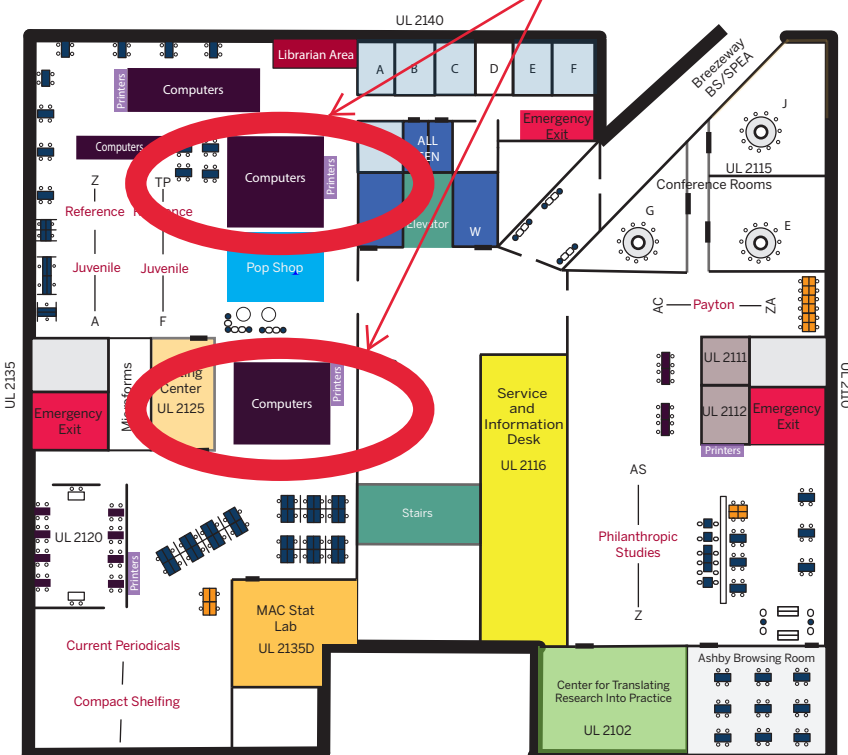 UL 2140
Librarian Area
A
B
C
D
E
F
Breezeway
BS/SPEA
Printers
Computers
Emergency
Exit
J
Computers
ALL
UL 2115
Conference Rooms
Computers
Printers
Z
TP
Reference
G
E
Elevator
W
Juvenile
Juvenile
Pop Shop
A
F
AC
Payton
ZA
UL 2135
UL 2110
Emergency
Exit
Microforms
Center
UL 2125
Computers
Printers
Service
and
Information
Desk
UL 2116
UL 2111
UL 2112
Emergency
Exit
Printers
AS
Philanthropic
Studies
Z
Stairs
UL 2120
Printers
MAC Stat
Lab
UL 2135D
Current Periodicals
Compact Shelfing
Center for Translating
Research Into Practice
UL 2102
Ashby Browsing Room